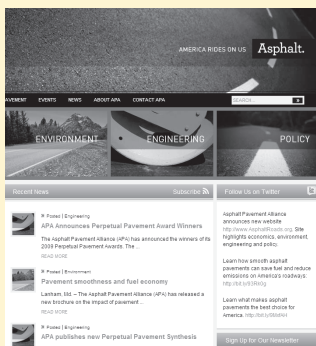 AMERICA RIDES ON US Asphalt.
AVEMENT EVENTS NEWS ABOUT APA CONTACT APA SEARCH...
ENVIRONMENT ENGINEERING POLICY
Recent News Subscribe
Posted | Engineering
APA Announces Perpetual Pavement Award Winners
The Asphalt Pavement Alliance (APA) has announced the winners of its
2009 Perpetual Pavement Awards. The ...
READ MORE
Posted | Environment
Pavement smoothness and fuel economy
Lanham, Md. – The Asphalt Pavement Alliance (APA) has released a
new brochure on the impact of pavement ...
READ MORE
Posted | Engineering
APA publishes new Perpetual Pavement Synthesis
Follow Us on Twitter
Asphalt Pavement Alliance
announces new website
http://www.AsphaltRoads.org. Site
highlights economics, environment,
engineering and policy.
Learn how smooth asphalt
pavements can save fuel and reduce
emissions on America's roadways.
Learn what makes asphalt
pavements the best choice for
America.
Sign Up for Our Newsletter